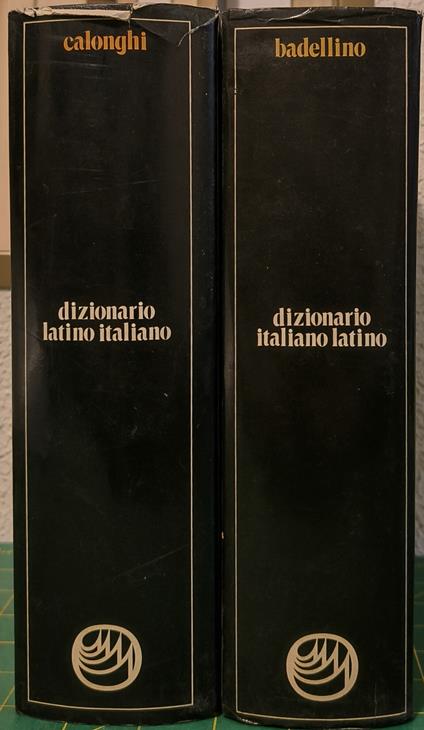 calonghi
dizionario
latino italiano
badellino
dizionario
italiano latino